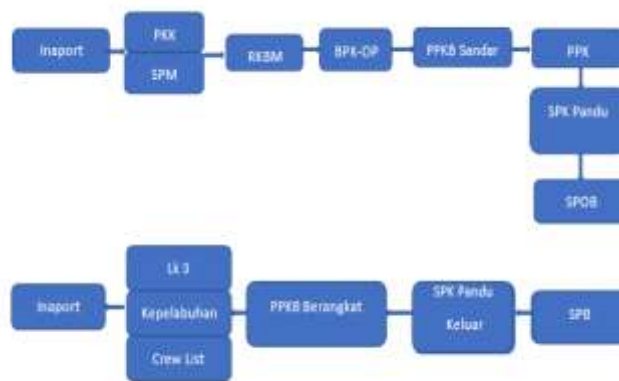 Inaport
PKK
SPM
RKBM
BPK-OP
PPKB Sandar
PPK
SPK Pandu
SPOB
Inaport
Lk 3
Kepelabuhan
Crew List
PPKB Berangkat
SPK Pandu
Keluar
SPB